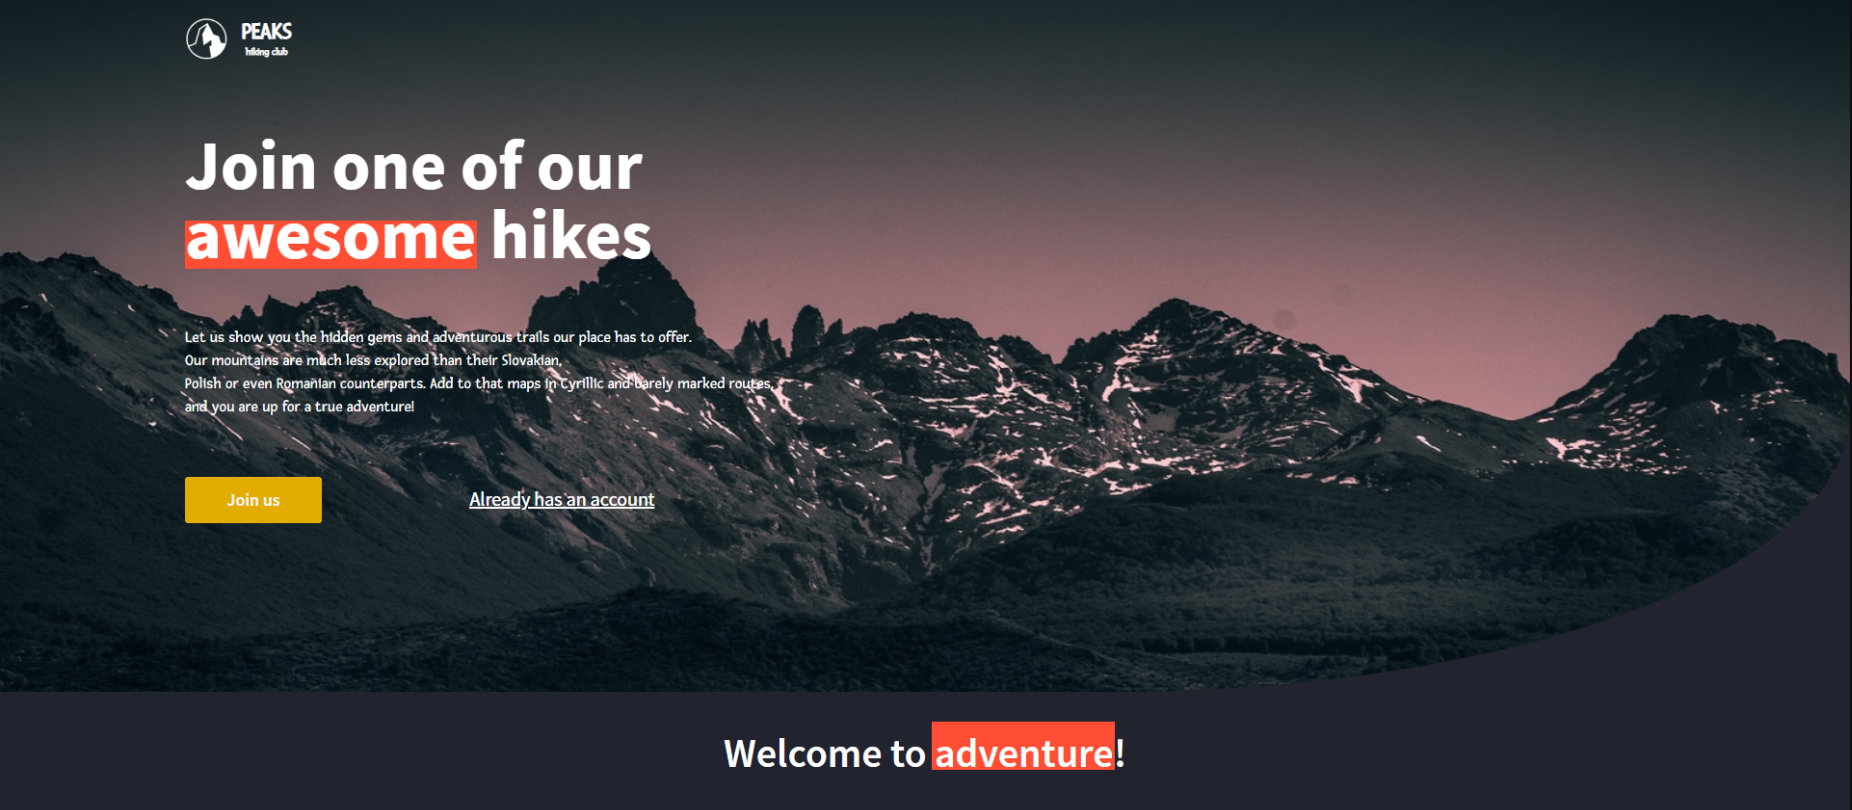 PEAKS
hiking club
Join one of our
awesome hikes
Let us show you the hidden gems and adventurous trails our place has to offer.
Our mountains are much less explored than their Slovakian,
Polish or even Romanian counterparts. Add to that maps in Cyrillic and barely marked routes,
and you are up for a true adventure!
Join us
Already has an account
Welcome to adventure!